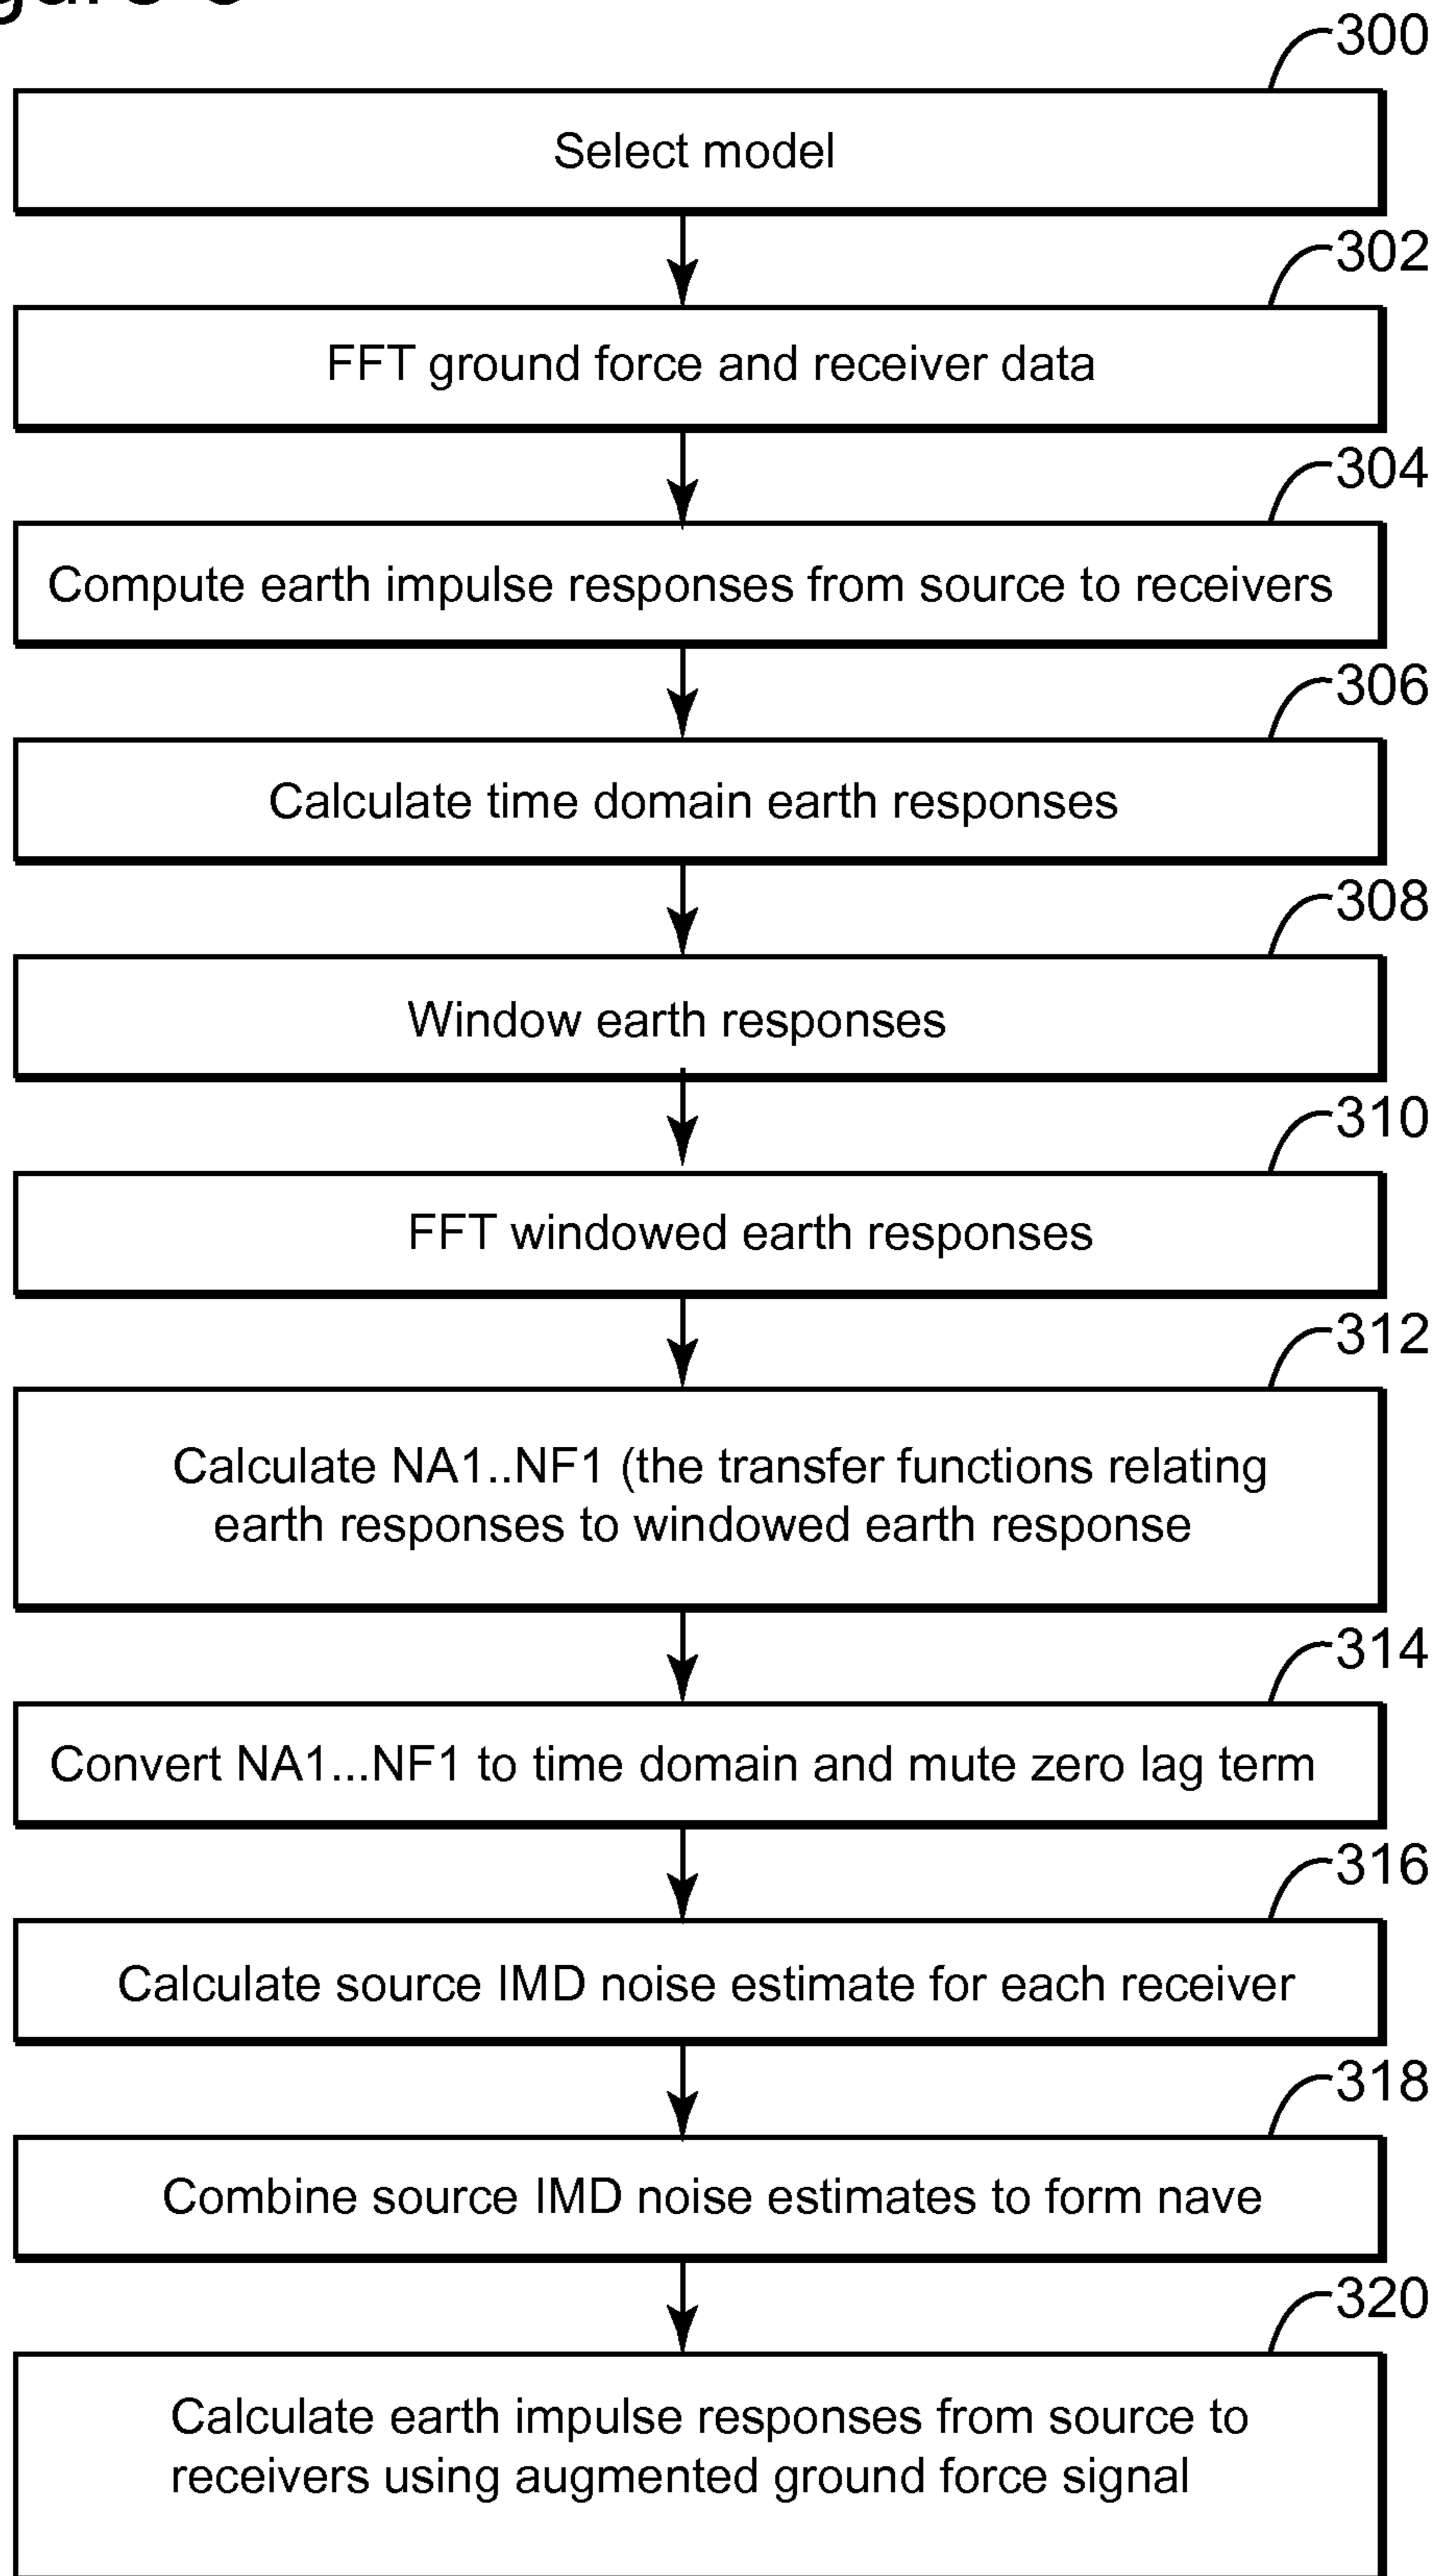 300
Select model
302
FFT ground force and receiver data
304
Compute earth impulse responses from source to receivers
306
Calculate time domain earth responses
308
Window earth responses
310
FFT windowed earth responses
312
Calculate NA1..NF1 (the transfer functions relating
earth responses to windowed earth response
314
Convert NA1...NF1 to time domain and mute zero lag term
316
Calculate source IMD noise estimate for each receiver
318
Combine source IMD noise estimates to form nave
320
Calculate earth impulse responses from source to
receivers using augmented ground force signal